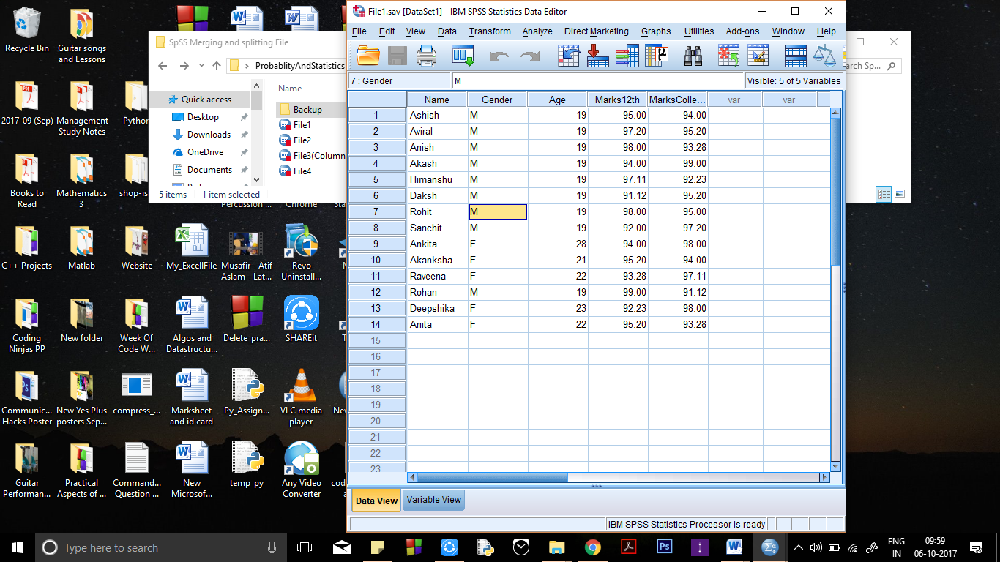 Recycle Bin
Guitar songs
and Lessons
2017-09 (Sep)
Management
Study Notes
Python
Books to
Read
Mathematics
3
shop-is
Percussion ...
Chrome
Sta
C++ Projects
Matlab
Website
My_ExcellFile
Musafir - Atif
Aslam - Lat...
Revo
Uninstall...
Coding
Ninjas PP
New folder
Week Of
Code W...
Algos and
Datastructu...
Delete_pra...
SHAREit
Communic...
Hacks Poster
New Yes Plus
posters Sep...
compress_...
Marksheet
and id card
Py_Assign...
VLC media
player
Guitar
Performan...
Practical
Aspects of ...
Command...
Question ...
New
Microsof...
temp_py
Any Video
Converter
SpSS Merging and splitting File
ProbablityAndStatistics
arch Sp...
Quick access
Desktop
Downloads
OneDrive
Documents
Name
Backup
File1
File2
File3(Column)
File4
5 items 1 item selected
File1.sav [DataSet1] - IBM SPSS Statistics Data Editor
File Edit View Data Transform Analyze Direct Marketing Graphs Utilities Add-ons Window Help
7 : Gender M Visible: 5 of 5 Variables
Name Gender Age Marks12th MarksColle... var var
1 Ashish M 19 95.00 94.00
2 Aviral M 19 97.20 95.20
3 Anish M 19 98.00 93.28
4 Akash M 19 94.00 99.00
5 Himanshu M 19 97.11 92.23
6 Daksh M 19 91.12 95.20
7 Rohit M 19 98.00 95.00
8 Sanchit M 19 92.00 97.20
9 Ankita F 28 94.00 98.00
10 Akanksha F 21 95.20 94.00
11 Raveena F 22 93.28 97.11
12 Rohan M 19 99.00 91.12
13 Deepshika F 23 92.23 98.00
14 Anita F 22 95.20 93.28
15
16
17
18
19
20
21
22
23
Data View Variable View
IBM SPSS Statistics Processor is ready
Type here to search
ENG
IN
09:59
06-10-2017